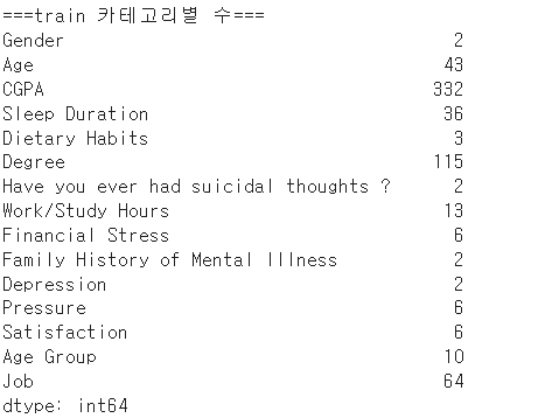 ===train 카테고리별 수===
Gender 2
Age 43
CGPA 332
Sleep Duration 36
Dietary Habits 3
Degree 115
Have you ever had suicidal thoughts ? 2
Work/Study Hours 13
Financial Stress 6
Family History of Mental Illness 2
Depression 2
Pressure 6
Satisfaction 6
Age Group 10
Job 64
dtype: int64